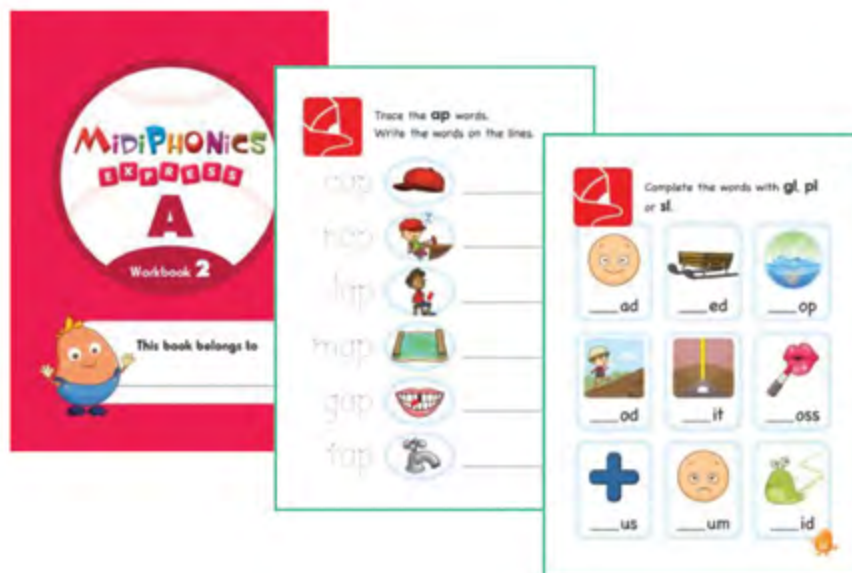 MiDiPHONiCS
EXPRESS
A
Workbook 2
This book belongs to
Trace the ap words.
Write the words on the lines.
cap
nap
lap
map
gap
tap
Complete the words with gl, pl
or sl.
___ad
___ed
___op
___od
___it
___oss
___us
___um
___id